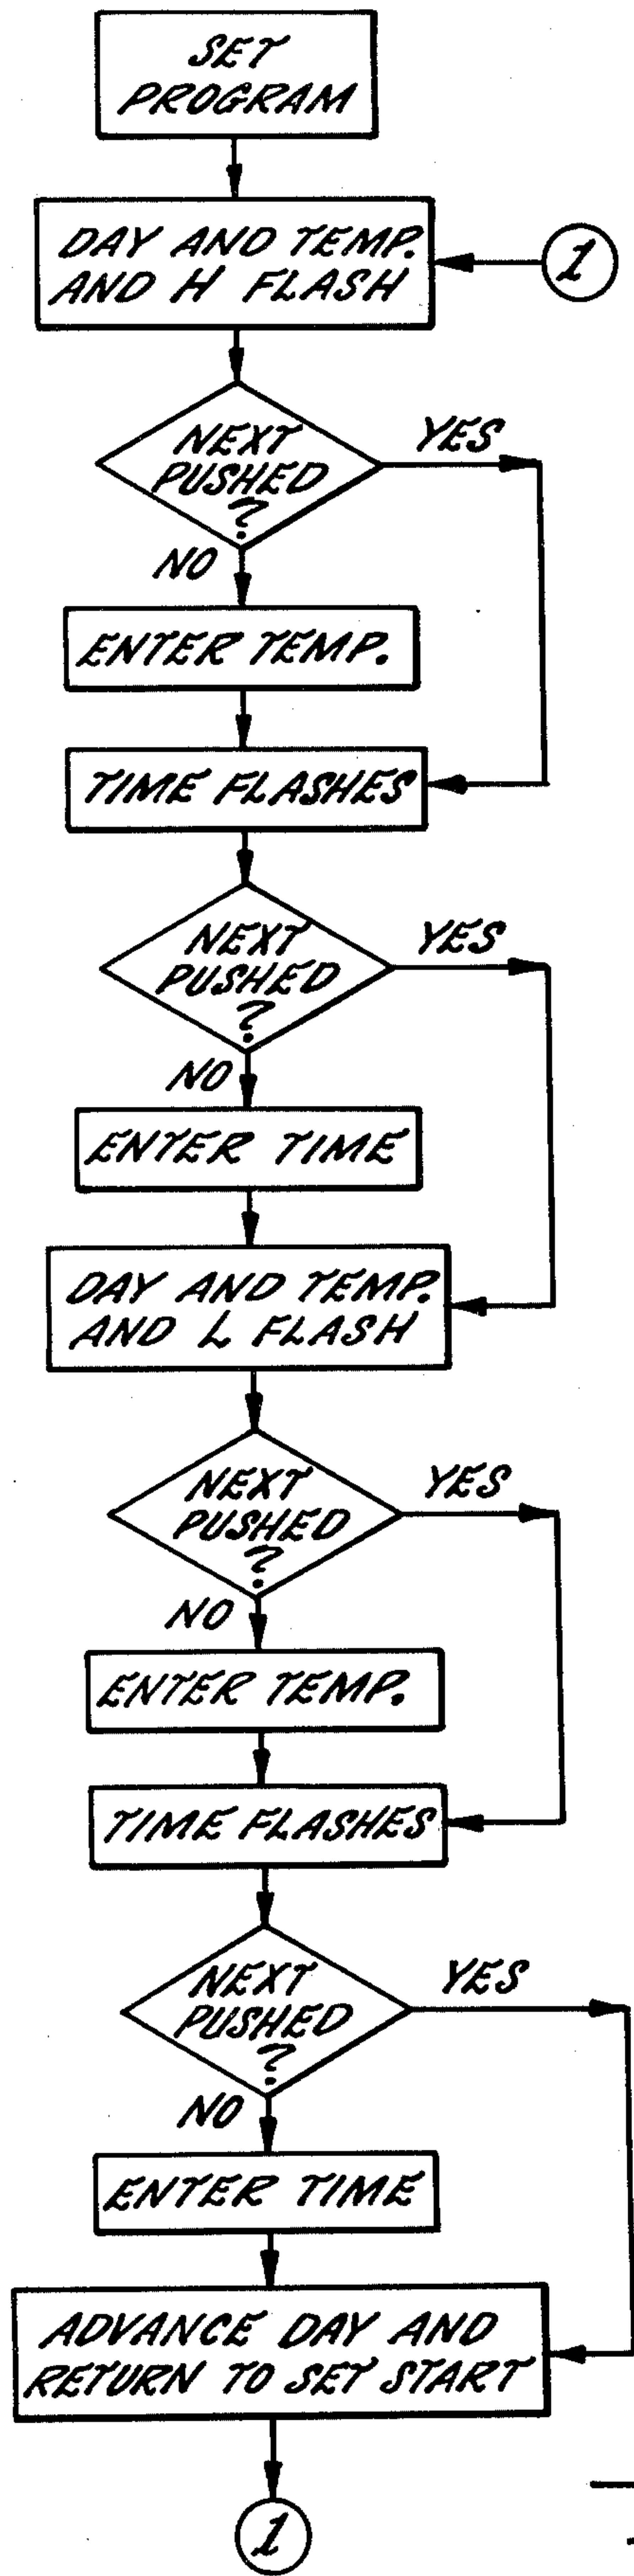 SET
PROGRAM
DAY AND TEMP.
AND H FLASH
1
NEXT
PUSHED
?
YES
NO
ENTER TEMP.
TIME FLASHES
NEXT
PUSHED
?
YES
NO
ENTER TIME
DAY AND TEMP.
AND L FLASH
NEXT
PUSHED
?
YES
NO
ENTER TEMP.
TIME FLASHES
NEXT
PUSHED
?
YES
NO
ENTER TIME
ADVANCE DAY AND
RETURN TO SET START
1